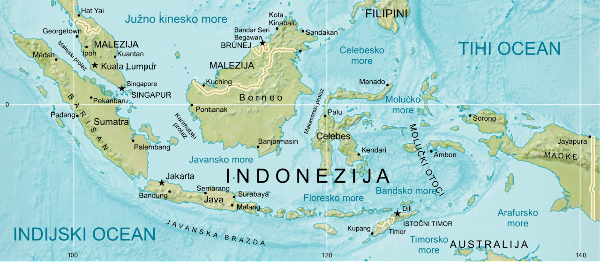 Hat Yai
Georgetown
Medan
Malajski prolaz
MALEZIJA
Ipoh
Kuantan
Kuala Lumpur
Singapore
SINGAPUR
Pekanbaru
Padang
BARISAN
Sumatra
Palembang
Južno kinesko more
Bandar Seri
Begawan
BRUNEJ
Kota
Kinabalu
Sandakan
MALEZIJA
Kuching
Borneo
Pontianak
Banjarmasin
Karimatski
prolaz
Makasarski prolaz
FILIPINI
Celebesko
more
Manado
TIHI OCEAN
Molučko
more
Palu
Celebes
Kendari
MOLUČKI OTOCI
Ambon
Sorong
Jayapura
MAOKE
0
Javansko more
INDONEZIJA
Jakarta
Bandung
Semarang
Java
Surabaya
Malang
Floresko more
Bandsko more
JAVANSKA BRAZDA
INDIJSKI OCEAN
Dili
ISTOČNI TIMOR
Kupang
Timor
Timorsko
more
Arafursko
more
AUSTRALIJA
100
120
140